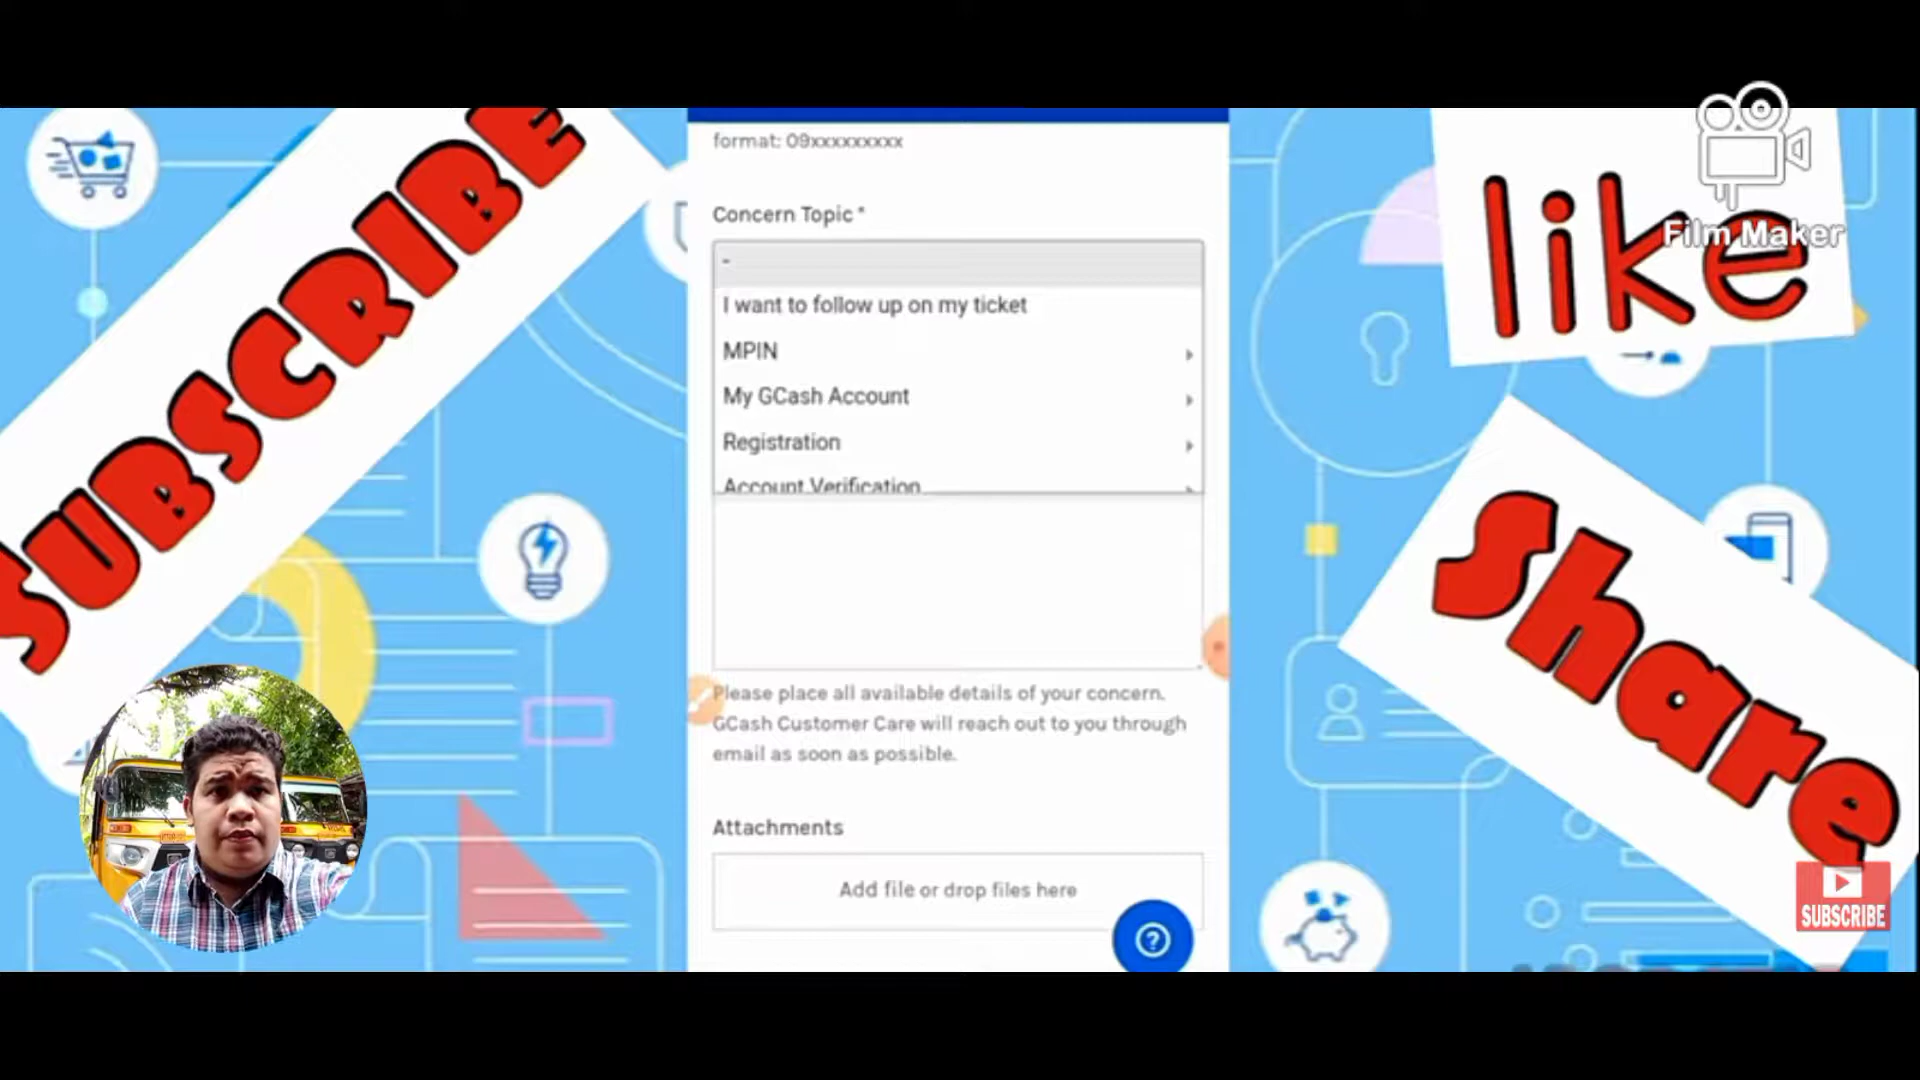 SUBSCRIBE
format: 09xxxxxxxxx
Concern Topic *
-
I want to follow up on my ticket
MPIN
My GCash Account
Registration
Account Verification
Please place all available details of your concern.
GCash Customer Care will reach out to you through
email as soon as possible.
Attachments
Add file or drop files here
?
like
Film Maker
Share
SUBSCRIBE